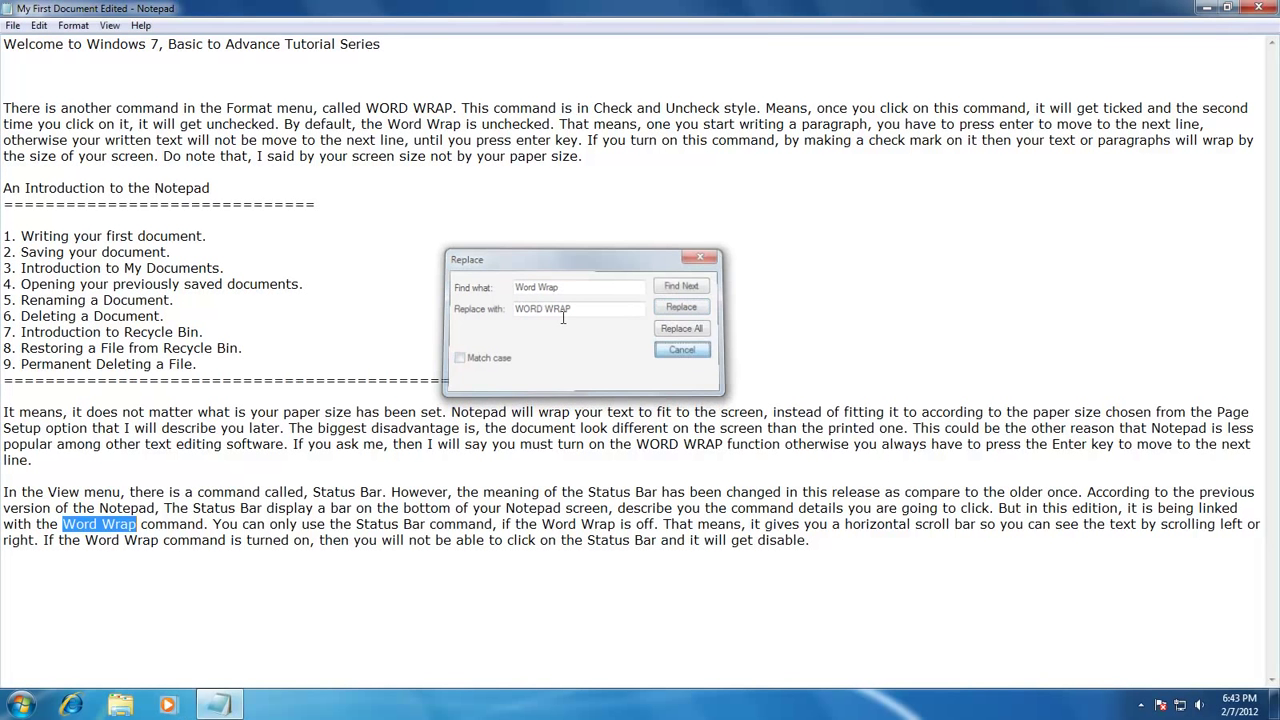 My First Document Edited - Notepad
File Edit Format View Help
Welcome to Windows 7, Basic to Advance Tutorial Series
There is another command in the Format menu, called WORD WRAP. This command is in Check and Uncheck style. Means, once you click on this command, it will get ticked and the second
time you click on it, it will get unchecked. By default, the Word Wrap is unchecked. That means, one you start writing a paragraph, you have to press enter to move to the next line,
otherwise your written text will not be move to the next line, until you press enter key. If you turn on this command, by making a check mark on it then your text or paragraphs will wrap by
the size of your screen. Do note that, I said by your screen size not by your paper size.
An Introduction to the Notepad
==============================
1. Writing your first document.
2. Saving your document.
3. Introduction to My Documents.
4. Opening your previously saved documents.
5. Renaming a Document.
6. Deleting a Document.
7. Introduction to Recycle Bin.
8. Restoring a File from Recycle Bin.
9. Permanent Deleting a File.
===========================================
Replace
Find what: Word Wrap Find Next
Replace with: WORD WRAP Replace
Replace All
Cancel
Match case
It means, it does not matter what is your paper size has been set. Notepad will wrap your text to fit to the screen, instead of fitting it to according to the paper size chosen from the Page
Setup option that I will describe you later. The biggest disadvantage is, the document look different on the screen than the printed one. This could be the other reason that Notepad is less
popular among other text editing software. If you ask me, then I will say you must turn on the WORD WRAP function otherwise you always have to press the Enter key to move to the next
line.
In the View menu, there is a command called, Status Bar. However, the meaning of the Status Bar has been changed in this release as compare to the older once. According to the previous
version of the Notepad, The Status Bar display a bar on the bottom of your Notepad screen, describe you the command details you are going to click. But in this edition, it is being linked
with the Word Wrap command. You can only use the Status Bar command, if the Word Wrap is off. That means, it gives you a horizontal scroll bar so you can see the text by scrolling left or
right. If the Word Wrap command is turned on, then you will not be able to click on the Status Bar and it will get disable.
6:43 PM
2/7/2012